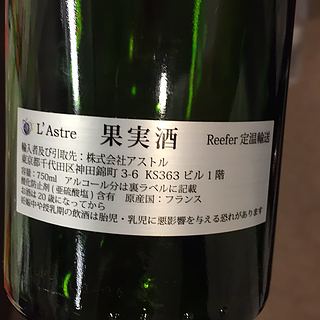 L'Astre 果実酒 Reefer 定温輸送
輸入者及び引取先：株式会社アストル
東京都千代田区神田錦町 3-6 KS363 ビル 1 階
容量：750ml アルコール分は裏ラベルに記載
酸化防止剤(亜硫酸塩)含有 原産国：フランス
お酒は20歳になってから
妊娠中や授乳期の飲酒は胎児・乳児に悪影響を与える恐れがあります